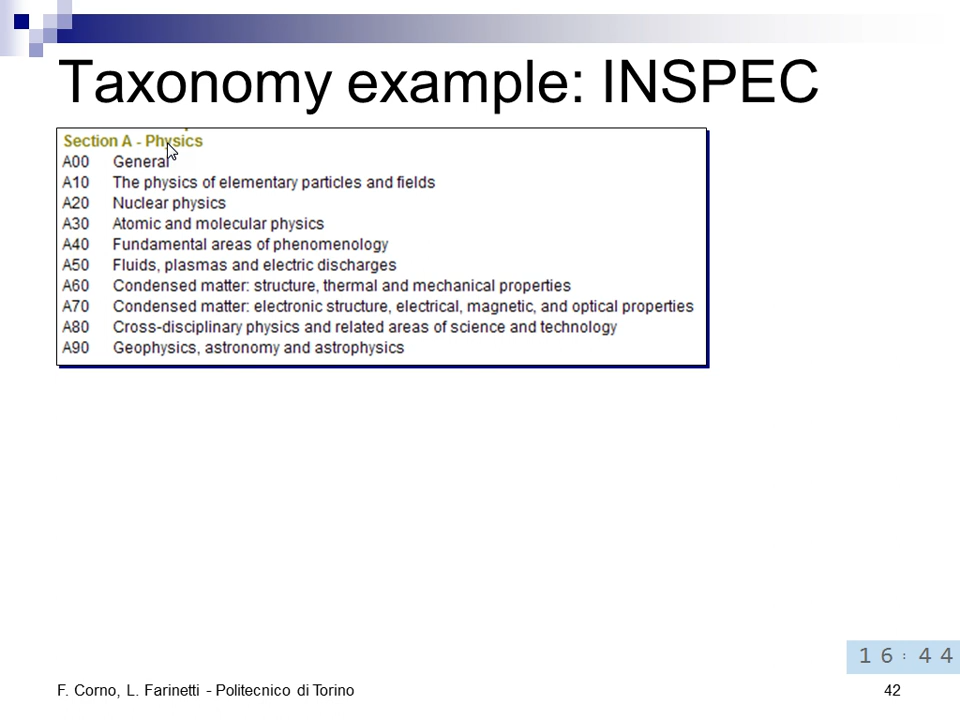 Taxonomy example: INSPEC
Section A - Physics
A00 General
A10 The physics of elementary particles and fields
A20 Nuclear physics
A30 Atomic and molecular physics
A40 Fundamental areas of phenomenology
A50 Fluids, plasmas and electric discharges
A60 Condensed matter: structure, thermal and mechanical properties
A70 Condensed matter: electronic structure, electrical, magnetic, and optical properties
A80 Cross-disciplinary physics and related areas of science and technology
A90 Geophysics, astronomy and astrophysics
16:44
F. Corno, L. Farinetti - Politecnico di Torino 42